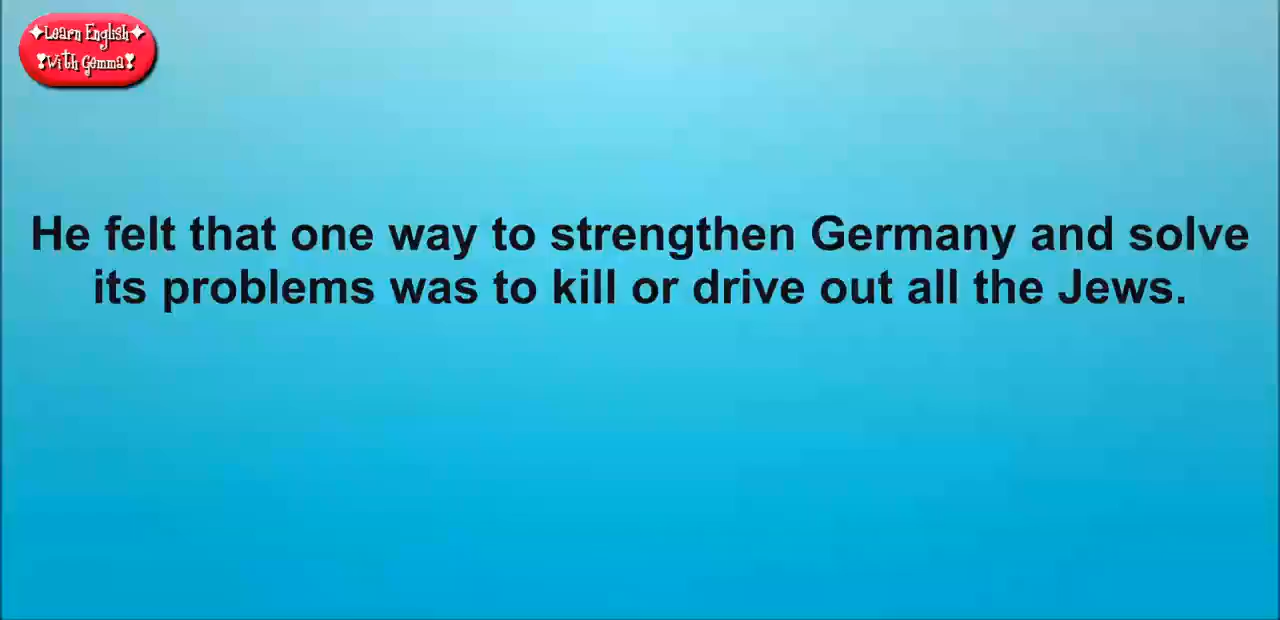 ✦Learn English✦
❣With Gemma❣
He felt that one way to strengthen Germany and solve
its problems was to kill or drive out all the Jews.